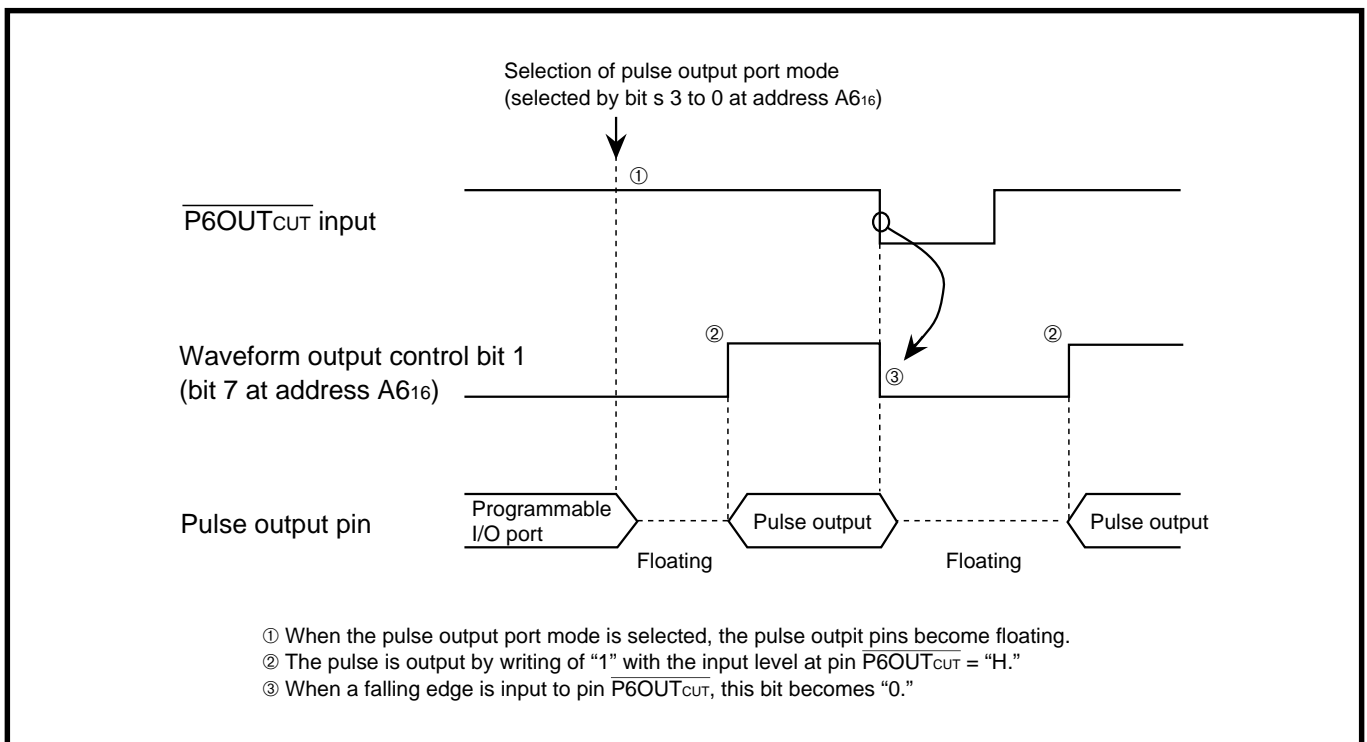 Selection of pulse output port mode
(selected by bit s 3 to 0 at address A6₁₆)
①
P6OUTCUT input
②
②
Waveform output control bit 1
(bit 7 at address A6₁₆)
③
Pulse output pin
Programmable
I/O port
Pulse output
Pulse output
Floating
Floating
① When the pulse output port mode is selected, the pulse outpit pins become floating.
② The pulse is output by writing of “1” with the input level at pin P6OUTCUT = “H.”
③ When a falling edge is input to pin P6OUTCUT, this bit becomes “0.”